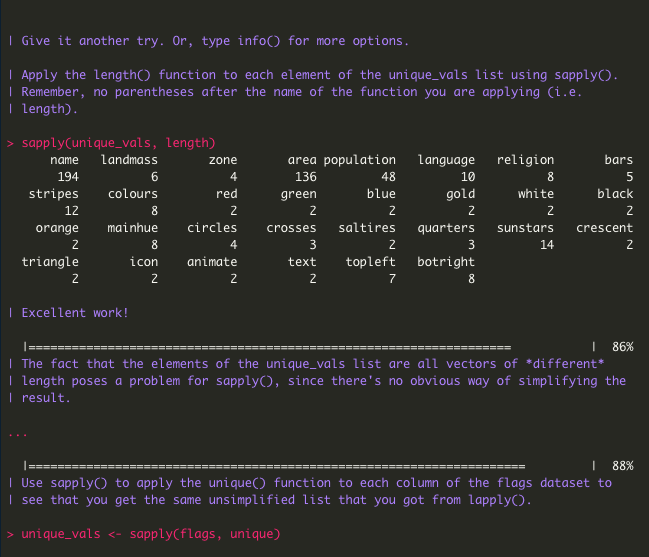 | Give it another try. Or, type info() for more options.
| Apply the length() function to each element of the unique_vals list using sapply().
| Remember, no parentheses after the name of the function you are applying (i.e.
| length).
> sapply(unique_vals, length)
name landmass zone area population language religion bars
194 6 4 136 48 10 8 5
stripes colours red green blue gold white black
12 8 2 2 2 2 2 2
orange mainhue circles crosses saltires quarters sunstars crescent
2 8 4 3 2 3 14 2
triangle icon animate text topleft botright
2 2 2 2 7 8
| Excellent work!
|================================================================== | 86%
| The fact that the elements of the unique_vals list are all vectors of *different*
| length poses a problem for sapply(), since there's no obvious way of simplifying the
| result.
...
|==================================================================== | 88%
| Use sapply() to apply the unique() function to each column of the flags dataset to
| see that you get the same unsimplified list that you got from lapply().
> unique_vals <- sapply(flags, unique)